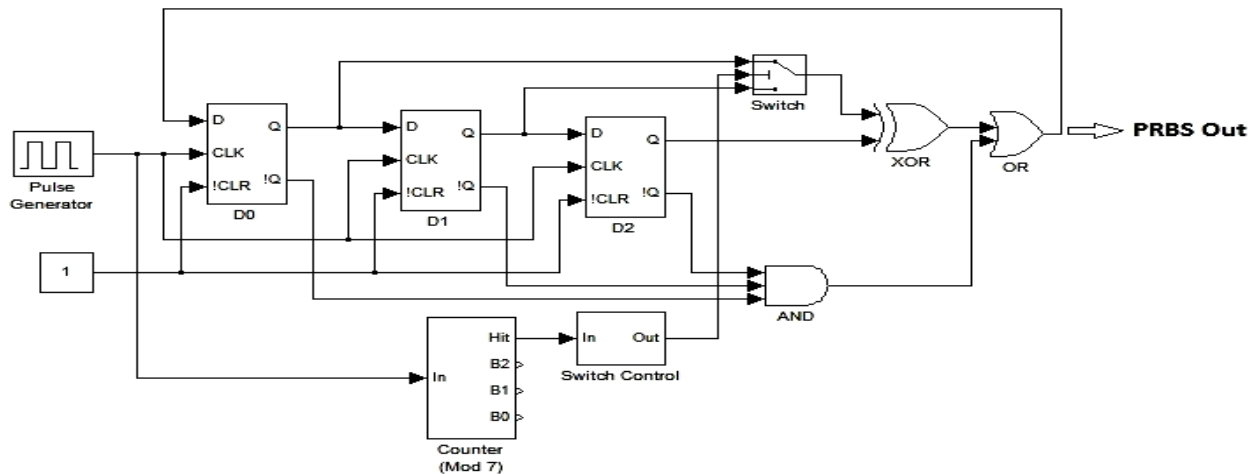 Pulse
Generator
1
D
CLK
!CLR
Q
!Q
D0
D
CLK
!CLR
Q
!Q
D1
D
CLK
!CLR
Q
!Q
D2
Switch
XOR
OR
PRBS Out
AND
In
Hit
B2
B1
B0
Counter
(Mod 7)
In
Out
Switch Control